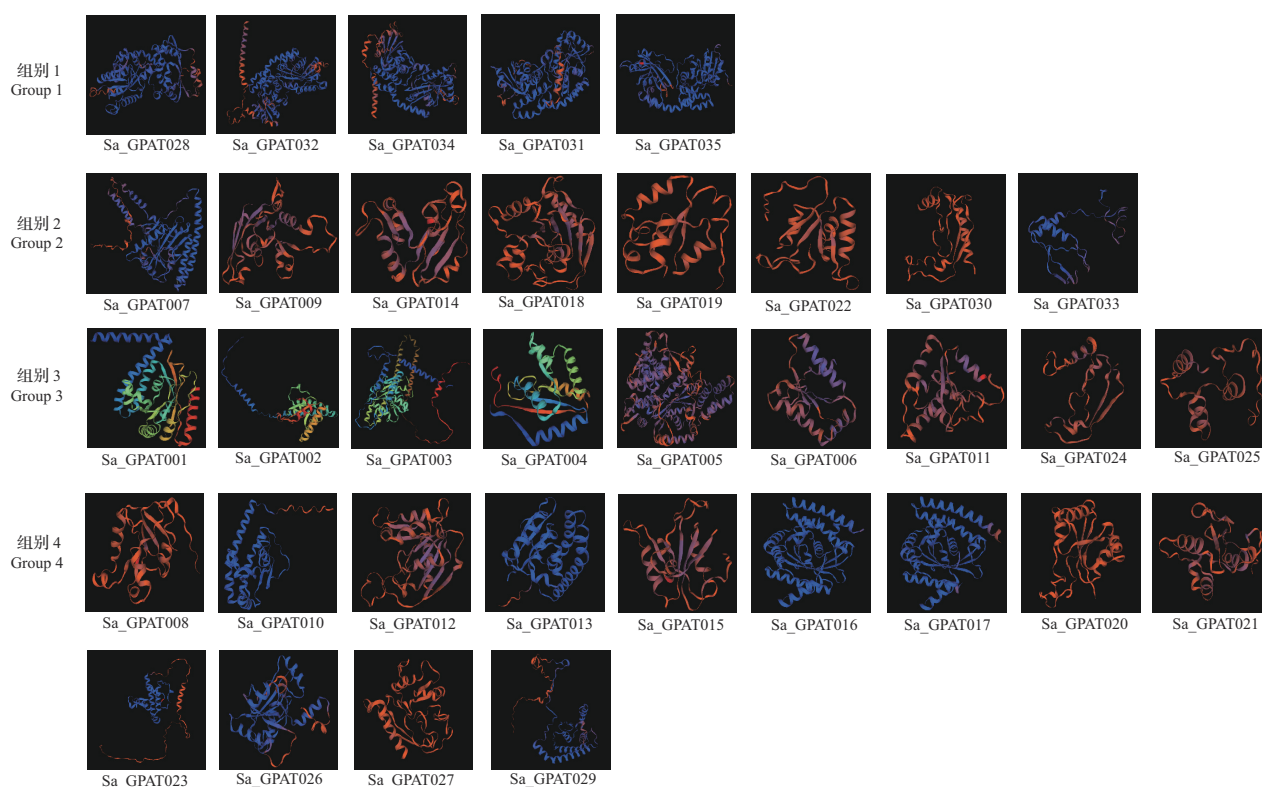 组别 1
Group 1
Sa_GPAT028 Sa_GPAT032 Sa_GPAT034 Sa_GPAT031 Sa_GPAT035
组别 2
Group 2
Sa_GPAT007 Sa_GPAT009 Sa_GPAT014 Sa_GPAT018 Sa_GPAT019 Sa_GPAT022 Sa_GPAT030 Sa_GPAT033
组别 3
Group 3
Sa_GPAT001 Sa_GPAT002 Sa_GPAT003 Sa_GPAT004 Sa_GPAT005 Sa_GPAT006 Sa_GPAT011 Sa_GPAT024 Sa_GPAT025
组别 4
Group 4
Sa_GPAT008 Sa_GPAT010 Sa_GPAT012 Sa_GPAT013 Sa_GPAT015 Sa_GPAT016 Sa_GPAT017 Sa_GPAT020 Sa_GPAT021
Sa_GPAT023 Sa_GPAT026 Sa_GPAT027 Sa_GPAT029